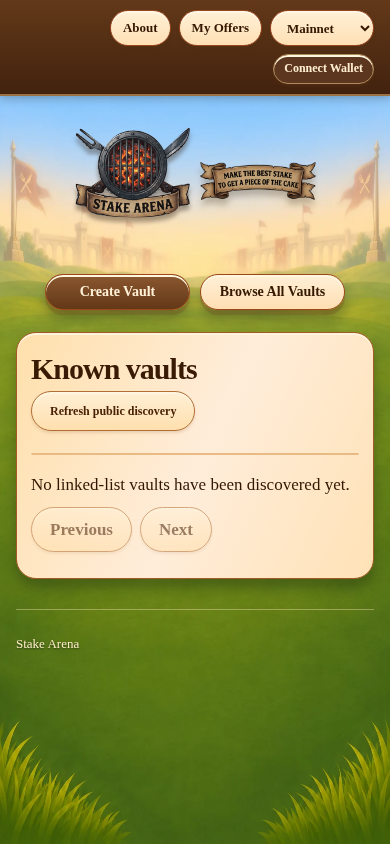 About
My Offers
Mainnet
Connect Wallet
STAKE ARENA
MAKE THE BEST STAKE
TO GET A PIECE OF THE CAKE
Create Vault
Browse All Vaults
Known vaults
Refresh public discovery
No linked-list vaults have been discovered yet.
Previous
Next
Stake Arena